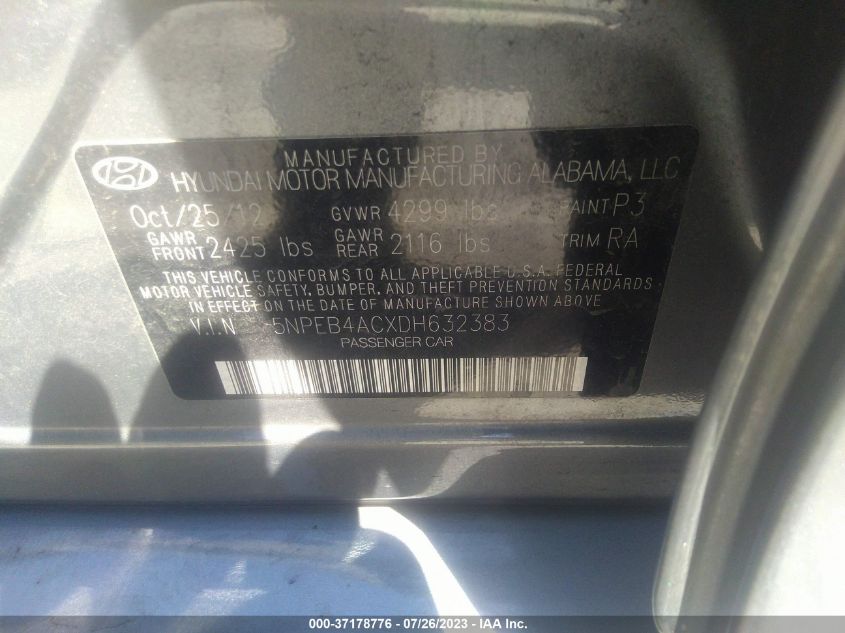 MANUFACTURED BY
HYUNDAI MOTOR MANUFACTURING ALABAMA, LLC
Oct/25/12 GVWR 4299 lbs PAINT P3
GAWR FRONT 2425 lbs GAWR REAR 2116 lbs TRIM RA
THIS VEHICLE CONFORMS TO ALL APPLICABLE U.S.A. FEDERAL
MOTOR VEHICLE SAFETY, BUMPER, AND THEFT PREVENTION STANDARDS
IN EFFECT ON THE DATE OF MANUFACTURE SHOWN ABOVE.
V.I.N 5NPEB4ACXDH632383
PASSENGER CAR
000-37178776 - 07/26/2023 - IAA Inc.